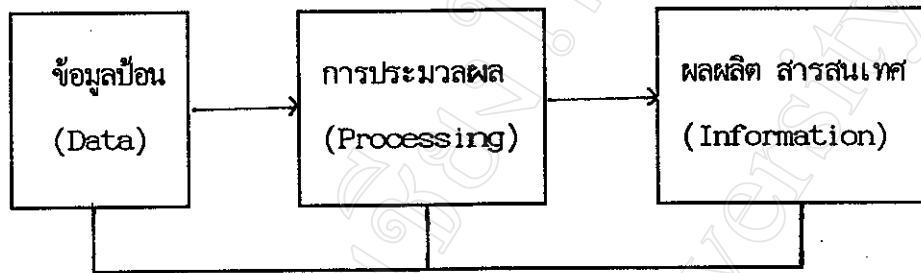 ข้อมูลป้อน
(Data)
การประมวลผล
(Processing)
ผลผลิต สารสนเทศ
(Information)